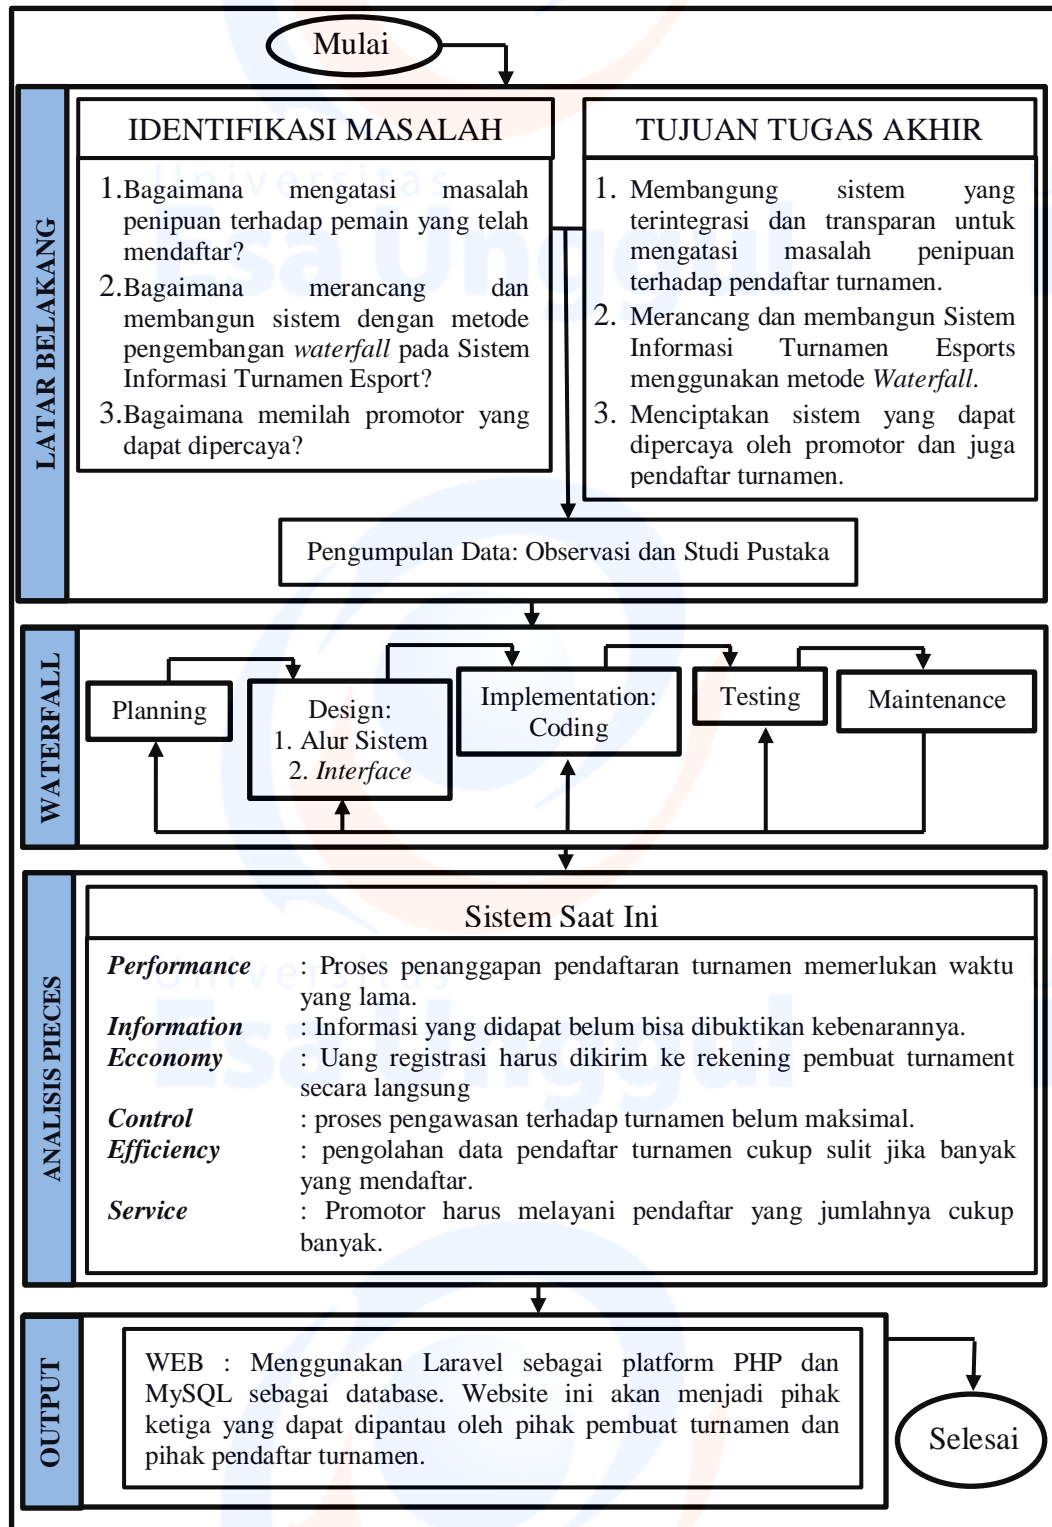 Mulai
LATAR BELAKANG
IDENTIFIKASI MASALAH
1.Bagaimana mengatasi masalah
penipuan terhadap pemain yang telah
mendaftar?
2.Bagaimana merancang dan
membangun sistem dengan metode
pengembangan waterfall pada Sistem
Informasi Turnamen Esport?
3.Bagaimana memilah promotor yang
dapat dipercaya?
TUJUAN TUGAS AKHIR
1. Membangung sistem yang
terintegrasi dan transparan untuk
mengatasi masalah penipuan
terhadap pendaftar turnamen.
2. Merancang dan membangun Sistem
Informasi Turnamen Esports
menggunakan metode Waterfall.
3. Menciptakan sistem yang dapat
dipercaya oleh promotor dan juga
pendaftar turnamen.
Universitas
Esa Unggul
Pengumpulan Data: Observasi dan Studi Pustaka
WATERFALL
Planning
Design:
1. Alur Sistem
2. Interface
Implementation:
Coding
Testing
Maintenance
ANALISIS PIECES
Sistem Saat Ini
Performance : Proses penanggapan pendaftaran turnamen memerlukan waktu
yang lama.
Information : Informasi yang didapat belum bisa dibuktikan kebenarannya.
Ecconomy : Uang registrasi harus dikirim ke rekening pembuat turnament
secara langsung
Control : proses pengawasan terhadap turnamen belum maksimal.
Efficiency : pengolahan data pendaftar turnamen cukup sulit jika banyak
yang mendaftar.
Service : Promotor harus melayani pendaftar yang jumlahnya cukup
banyak.
Universitas
Esa Unggul
OUTPUT
WEB : Menggunakan Laravel sebagai platform PHP dan
MySQL sebagai database. Website ini akan menjadi pihak
ketiga yang dapat dipantau oleh pihak pembuat turnamen dan
pihak pendaftar turnamen.
Selesai